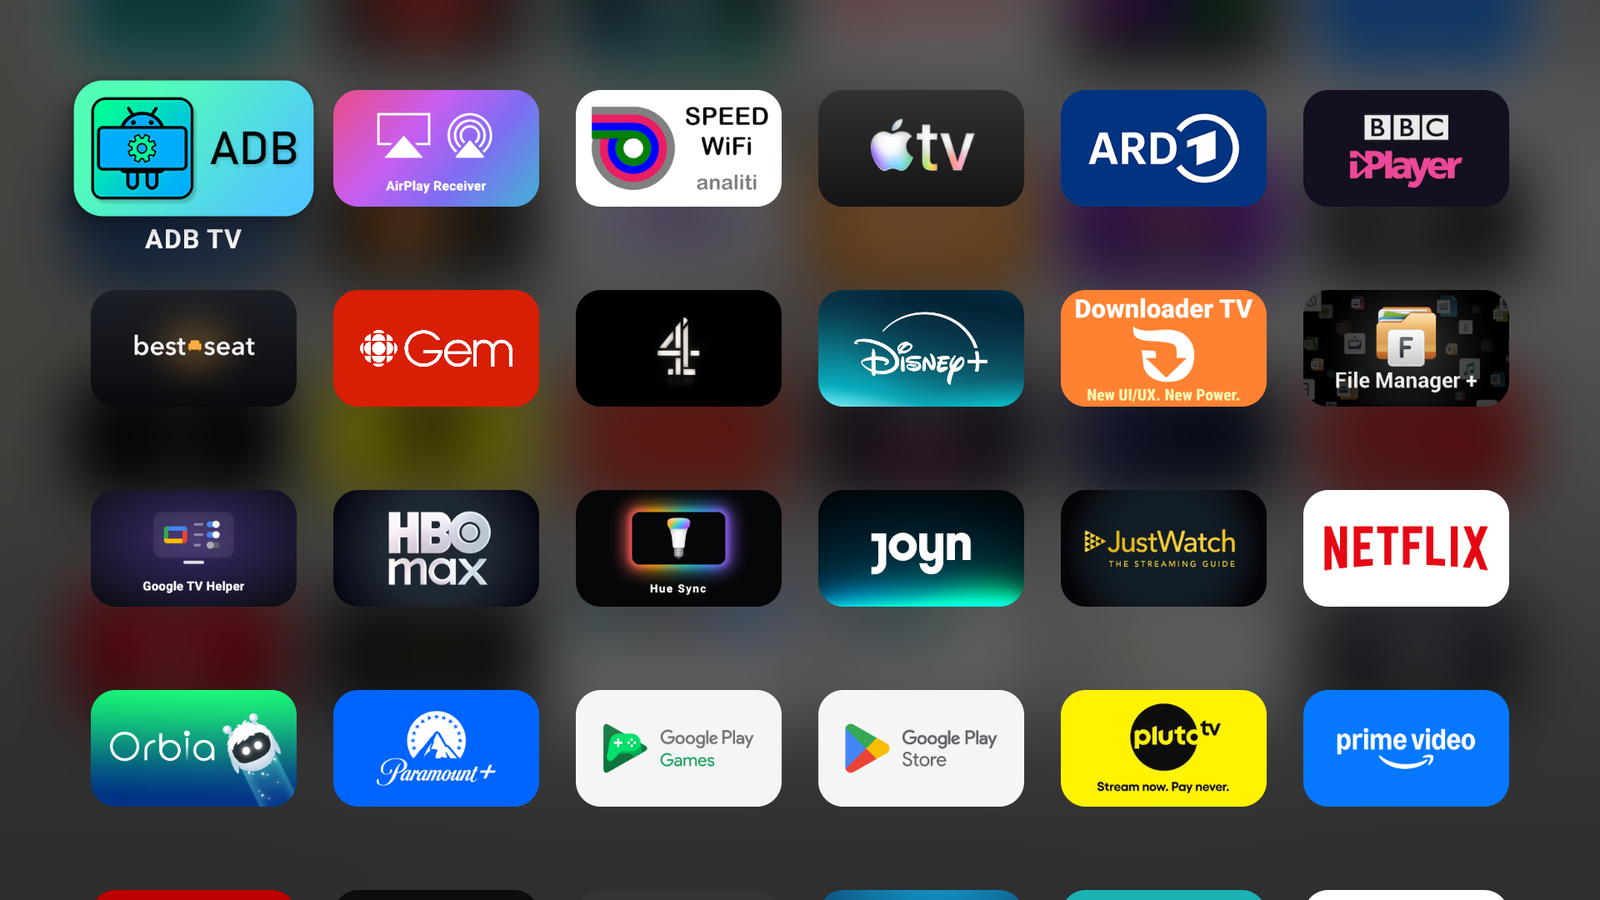 ADB
AirPlay Receiver
SPEED
WiFi
analiti
tv
ARD 1
BBC
iPlayer
ADB TV
best seat
Gem
4
Disney+
Downloader TV
New UI/UX. New Power.
F
File Manager +
Google TV Helper
HBO
max
Hue Sync
joyn
JustWatch
THE STREAMING GUIDE
NETFLIX
Orbia
Paramount+
Google Play
Games
Google Play
Store
pluto tv
Stream now. Pay never.
prime video